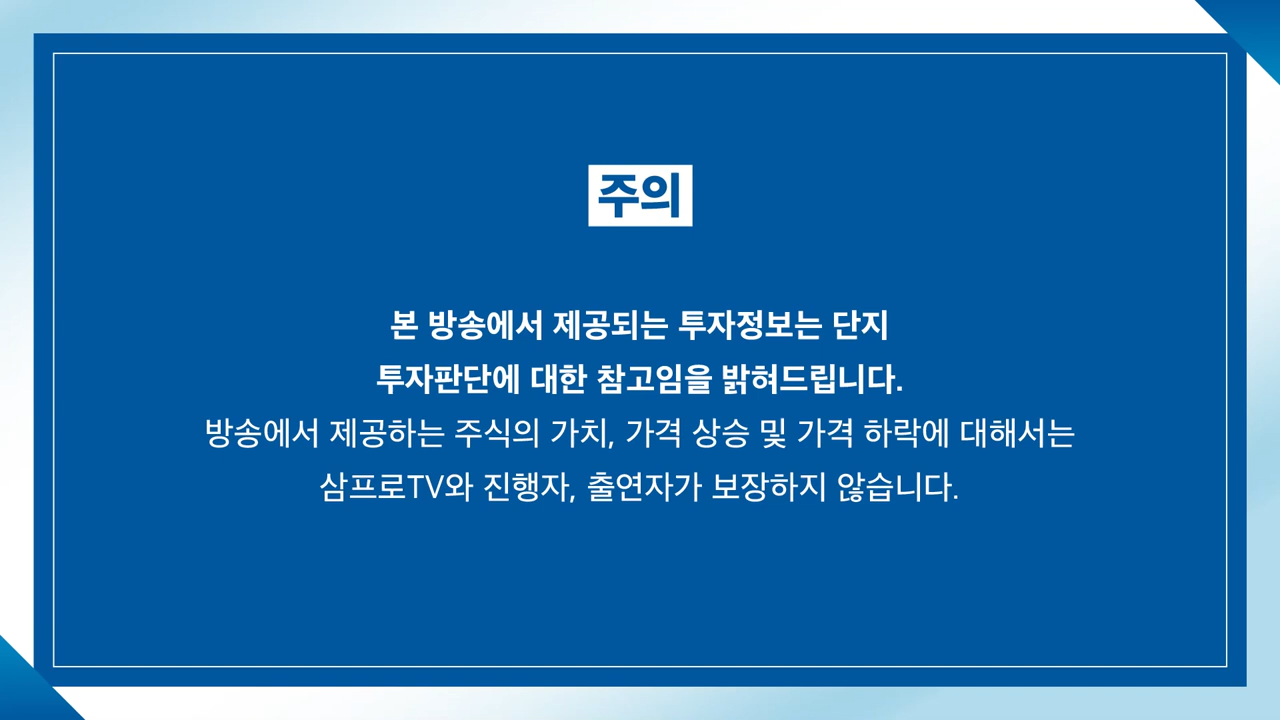 주의
본 방송에서 제공되는 투자정보는 단지
투자판단에 대한 참고임을 밝혀드립니다.
방송에서 제공하는 주식의 가치, 가격 상승 및 가격 하락에 대해서는
삼프로TV와 진행자, 출연자가 보장하지 않습니다.